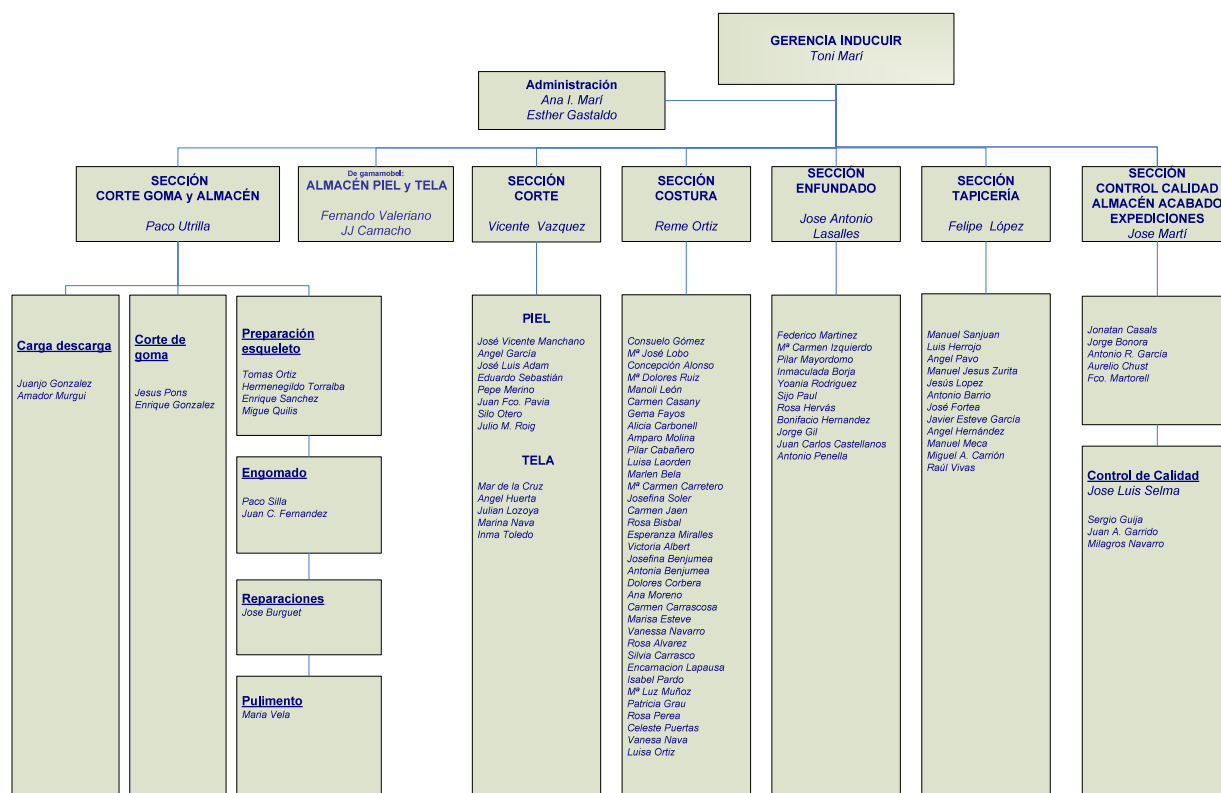 GERENCIA INDUCUIR
Toni Marí
Administración
Ana I. Marí
Esther Gastaldo
SECCIÓN
CORTE GOMA y ALMACÉN
Paco Utrilla
De gamamobel:
ALMACÉN PIEL y TELA
Fernando Valeriano
JJ Camacho
SECCIÓN
CORTE
Vicente Vazquez
SECCIÓN
COSTURA
Reme Ortiz
SECCIÓN
ENFUNDADO
Jose Antonio
Lasalles
SECCIÓN
TAPICERÍA
Felipe López
SECCIÓN
CONTROL CALIDAD
ALMACÉN ACABADO
EXPEDICIONES
Jose Martí
Carga descarga
Juanjo Gonzalez
Amador Murgui
Corte de
goma
Jesus Pons
Enrique Gonzalez
Preparación
esqueleto
Tomas Ortiz
Hermenegildo Torralba
Enrique Sanchez
Migue Quilis
Engomado
Paco Silla
Juan C. Fernandez
Reparaciones
Jose Burguet
Pulimento
Maria Vela
PIEL
José Vicente Manchano
Angel García
José Luis Adam
Eduardo Sebastián
Pepe Merino
Juan Fco. Pavia
Silo Otero
Julio M. Roig
TELA
Mar de la Cruz
Angel Huerta
Julian Lozoya
Marina Nava
Inma Toledo
Consuelo Gómez
Mª José Lobo
Concepción Alonso
Mª Dolores Ruiz
Manoli León
Carmen Casany
Gema Fayos
Alicia Carbonell
Amparo Molina
Pilar Cabañero
Luisa Laorden
Marlen Bela
Mª Carmen Carretero
Josefina Soler
Carmen Jaen
Rosa Bisbal
Esperanza Miralles
Victoria Albert
Josefina Benjumea
Antonia Benjumea
Dolores Corbera
Ana Moreno
Carmen Carrascosa
Marisa Esteve
Vanessa Navarro
Rosa Alvarez
Silvia Carrasco
Encarnacion Lapausa
Isabel Pardo
Mª Luz Muñoz
Patricia Grau
Rosa Perea
Celeste Puertas
Vanesa Nava
Luisa Ortiz
Federico Martinez
Mª Carmen Izquierdo
Pilar Mayordomo
Inmaculada Borja
Yoania Rodriguez
Sijo Paul
Rosa Hervás
Bonifacio Hernandez
Jorge Gil
Juan Carlos Castellanos
Antonio Penella
Manuel Sanjuan
Luis Herrojo
Angel Pavo
Manuel Jesus Zurita
Jesús Lopez
Antonio Barrio
José Fortea
Javier Esteve García
Angel Hernández
Manuel Meca
Miguel A. Carrión
Raúl Vivas
Jonatan Casals
Jorge Bonora
Antonio R. García
Aurelio Chust
Fco. Martorell
Control de Calidad
Jose Luis Selma
Sergio Guija
Juan A. Garrido
Milagros Navarro